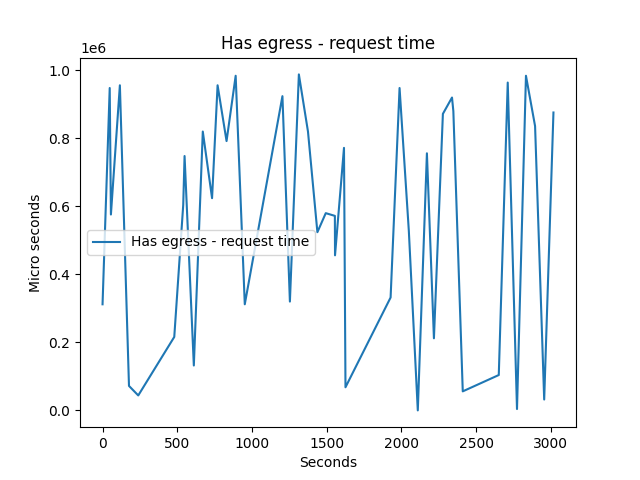 Has egress - request time
1e6
1.0
0.8
0.6
0.4
0.2
0.0
Micro seconds
Has egress - request time
0 500 1000 1500 2000 2500 3000
Seconds